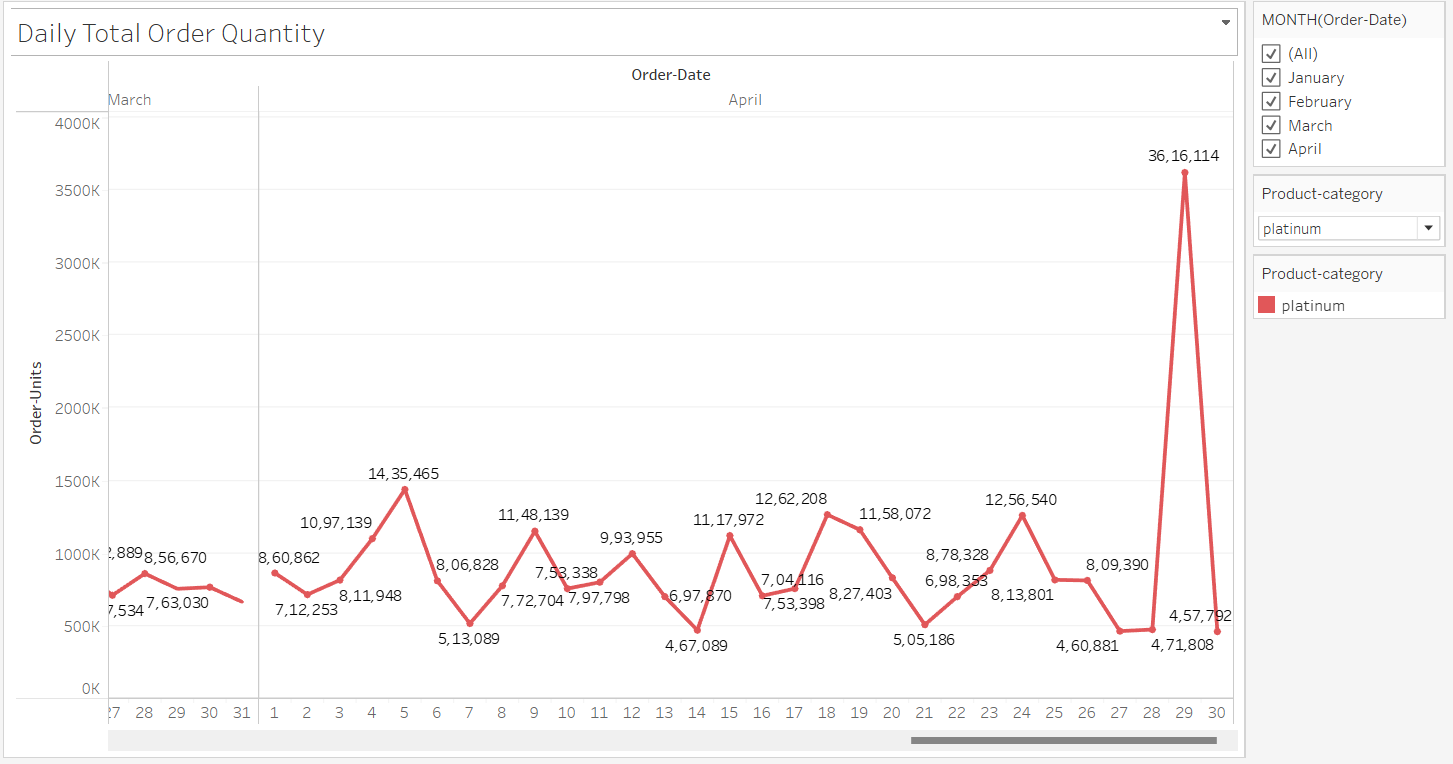 Daily Total Order Quantity
Order-Date
March
April
4000K
3500K
3000K
2500K
2000K
1500K
1000K
500K
0K
Order-Units
36,16,114
14,35,465
12,62,208
12,56,540
10,97,139
11,48,139
11,17,972
11,58,072
9,93,955
8,56,670
8,60,862
8,06,828
7,53,338
7,04,116
8,78,328
8,09,390
7,63,030
8,11,948
7,12,253
7,72,704
7,97,798
6,97,870
7,53,398
8,27,403
6,98,353
8,13,801
4,57,792
5,13,089
4,67,089
5,05,186
4,60,881
4,71,808
27 28 29 30 31 1 2 3 4 5 6 7 8 9 10 11 12 13 14 15 16 17 18 19 20 21 22 23 24 25 26 27 28 29 30
MONTH(Order-Date)
(All)
January
February
March
April
Product-category
platinum
Product-category
platinum